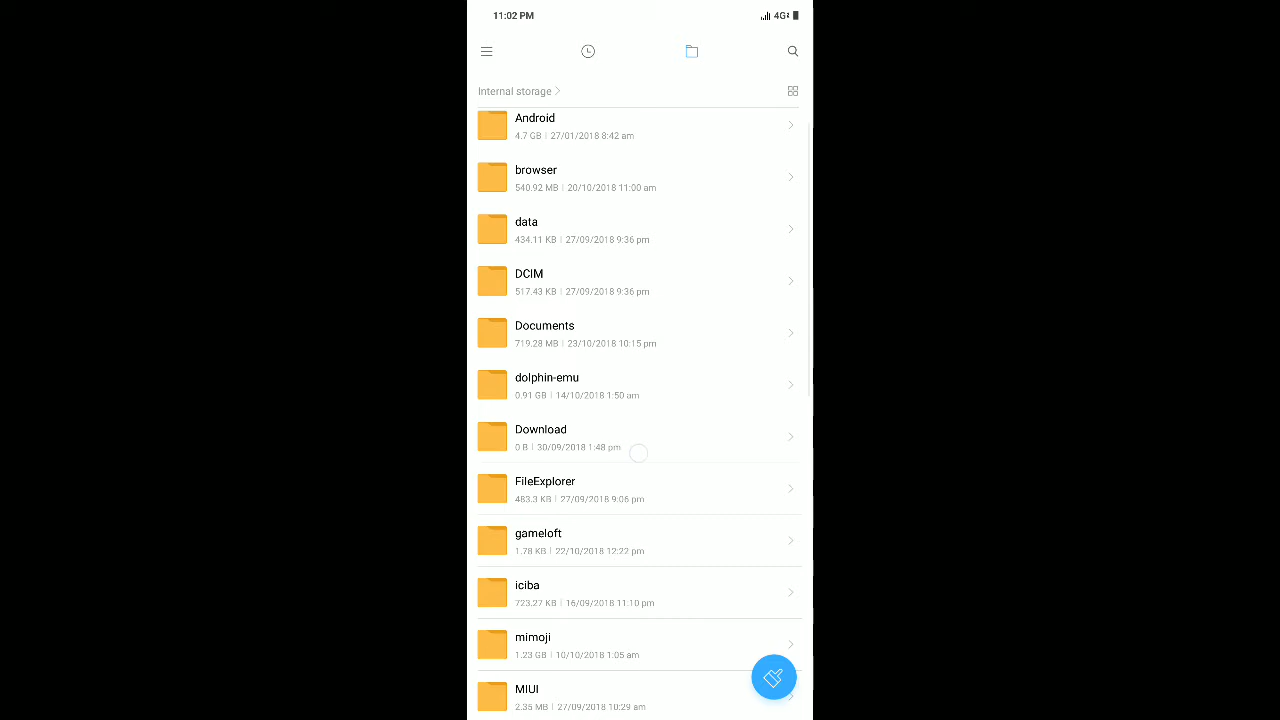 11:02 PM
4G
Internal storage
Android
4.7 GB | 27/01/2018 8:42 am
browser
540.92 MB | 20/10/2018 11:00 am
data
434.11 KB | 27/09/2018 9:36 pm
DCIM
517.43 KB | 27/09/2018 9:36 pm
Documents
719.28 MB | 23/10/2018 10:15 pm
dolphin-emu
0.91 GB | 14/10/2018 1:50 am
Download
0 B | 30/09/2018 1:48 pm
FileExplorer
483.3 KB | 27/09/2018 9:06 pm
gameloft
1.78 KB | 22/10/2018 12:22 pm
iciba
723.27 KB | 16/09/2018 11:10 pm
mimoji
1.23 GB | 10/10/2018 1:05 am
MIUI
2.35 MB | 27/09/2018 10:29 am